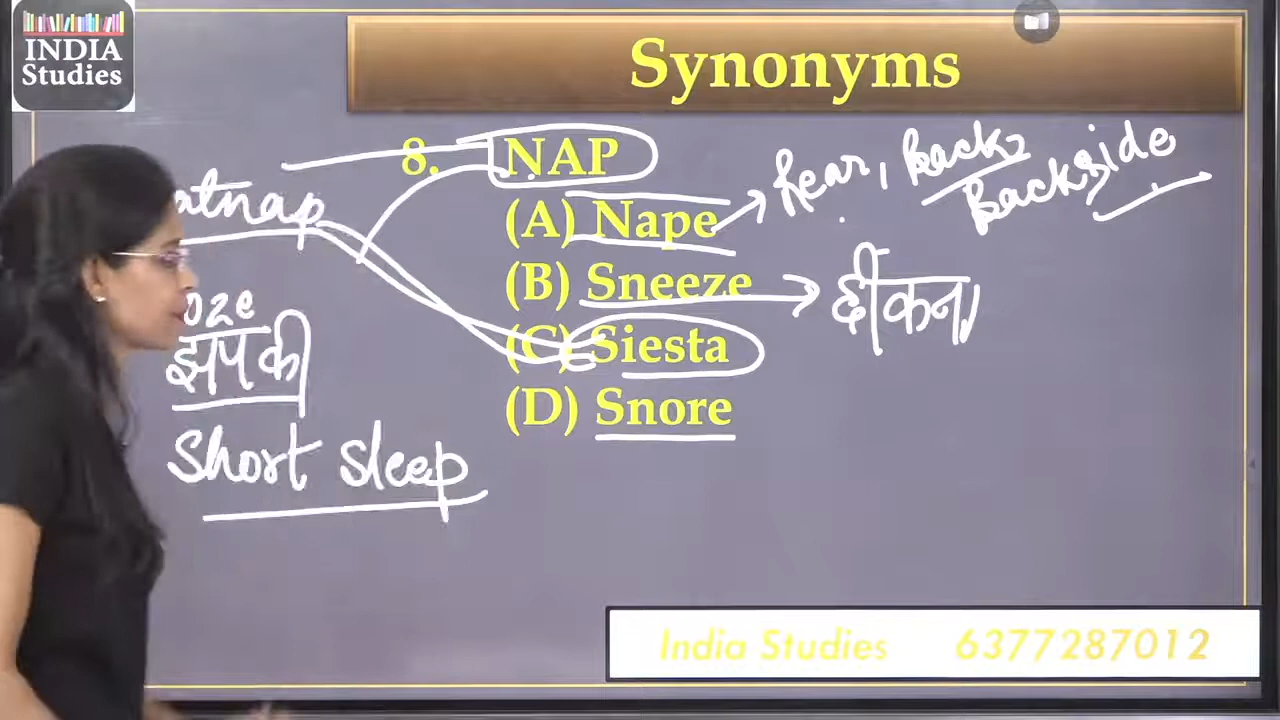 INDIA
Studies
Synonyms
8. NAP
(A) Nape
Rear, Back,
Backside
(B) Sneeze
छींकना
(C) Siesta
(D) Snore
atnap
oze
झपकी
Short sleep
India Studies 6377287012